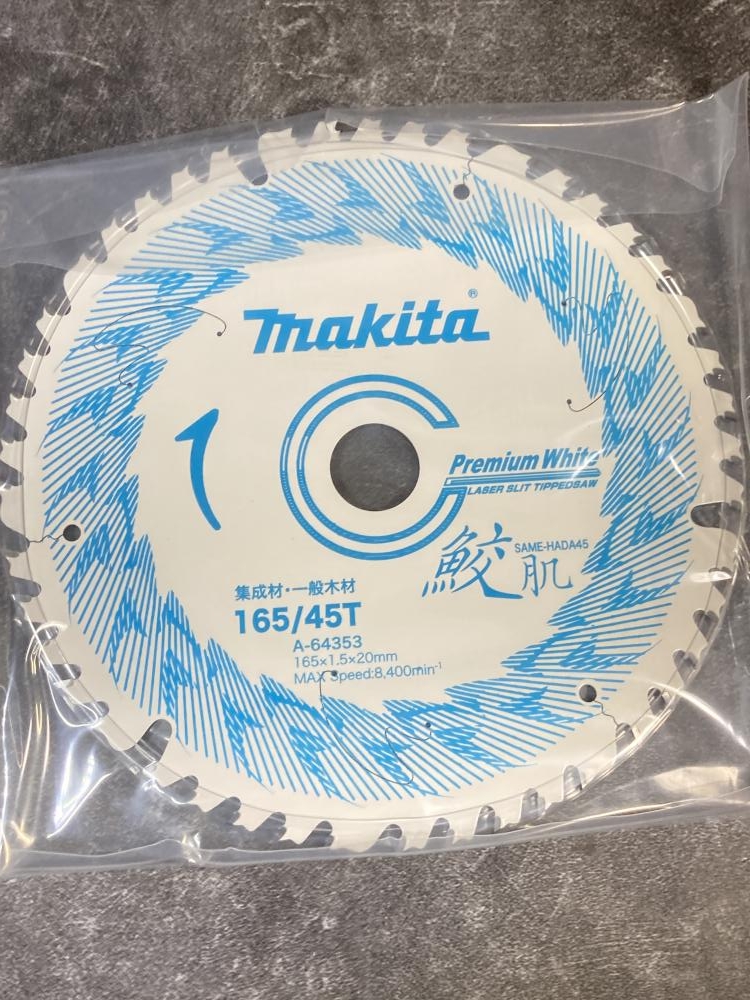 makita®
Premium White
LASER SLIT TIPPEDSAW
鮫肌
SAME-HADA45
集成材・一般木材
165/45T
A-64353
165×1.5×20mm
MAX Speed:8,400min⁻¹